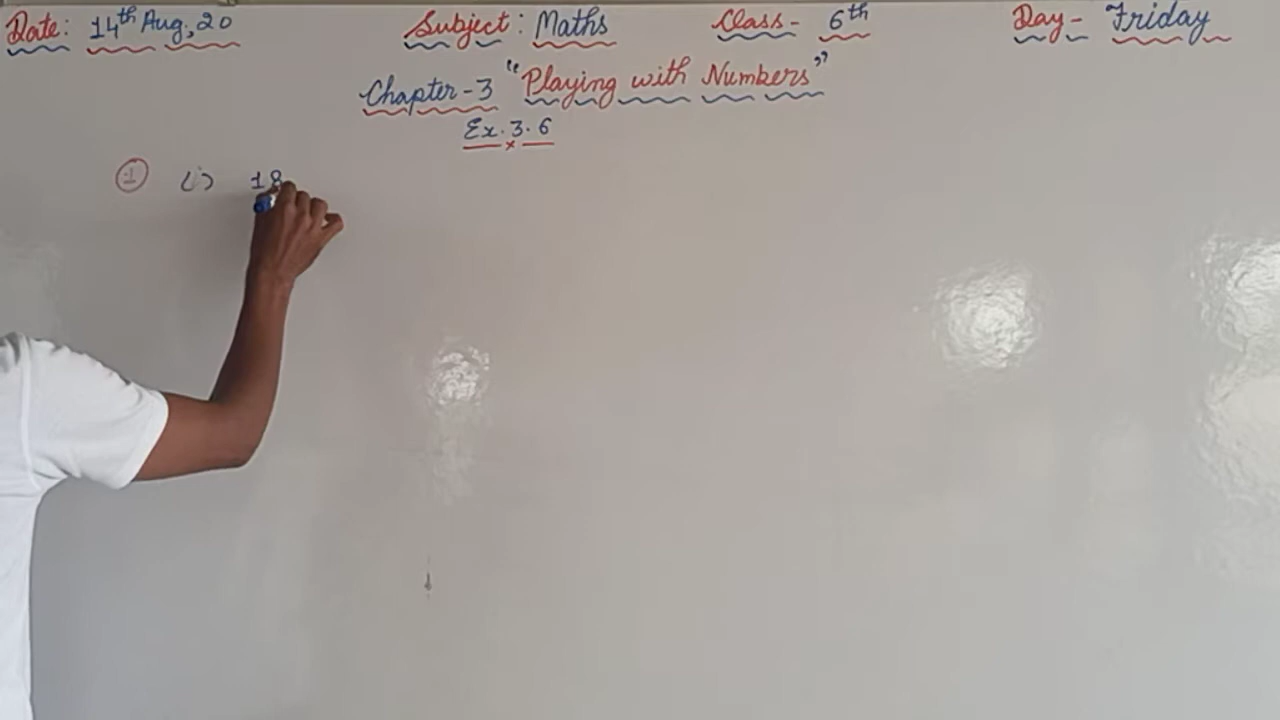 Date: 14th Aug, 20 Subject: Maths Class- 6th Day- Friday
Chapter-3 "Playing with Numbers"
Ex. 3.6
1 (i) 18